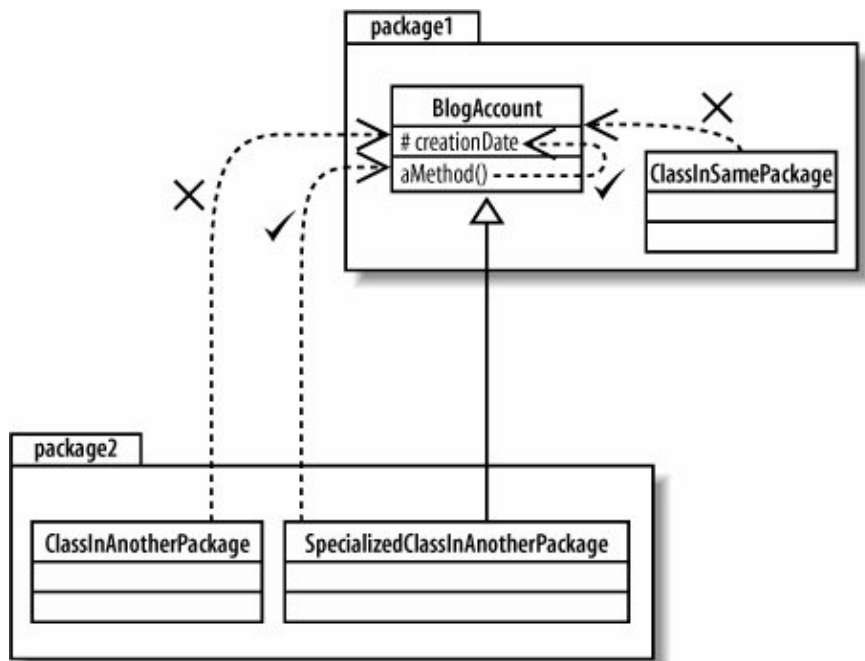 package1
BlogAccount
# creationDate
aMethod()
ClassInSamePackage
package2
ClassInAnotherPackage
SpecializedClassInAnotherPackage